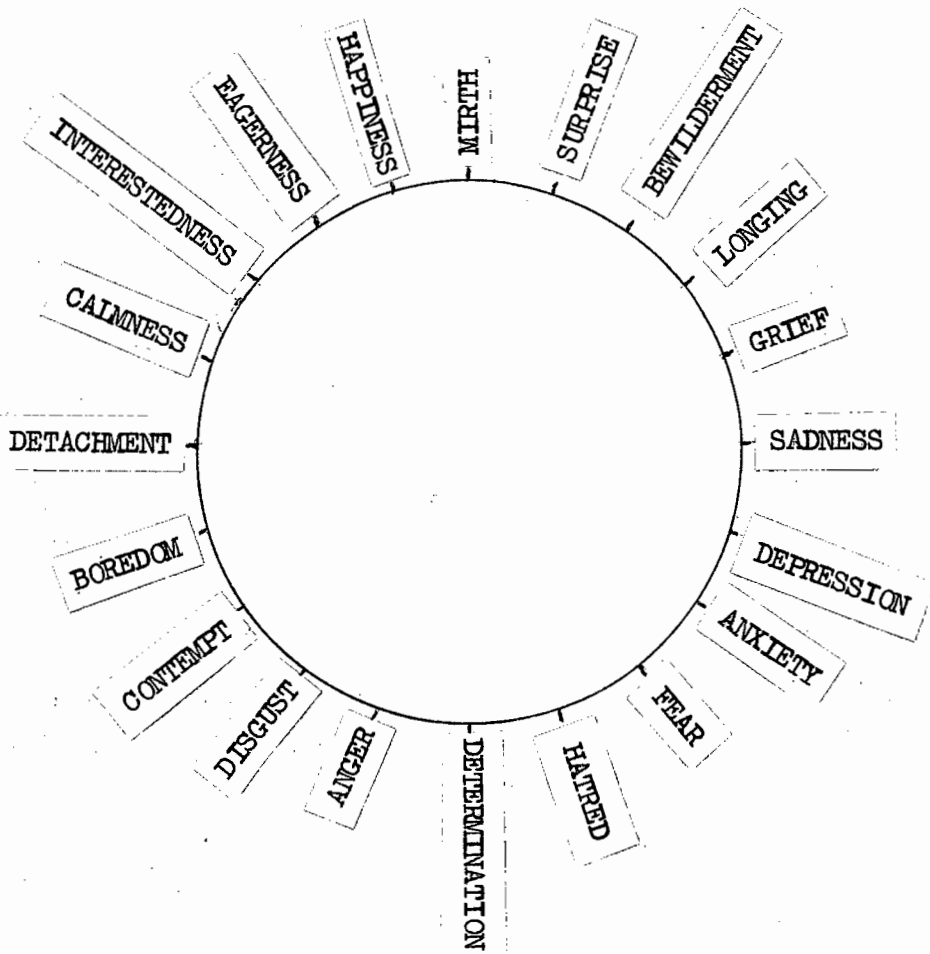 MIRTH
SURPRISE
BEWILDERMENT
LONGING
GRIEF
SADNESS
DEPRESSION
ANXIETY
FEAR
HATRED
DETERMINATION
ANGER
DISGUST
CONTEMPT
BOREDOM
DETACHMENT
CALMNESS
INTERESTEDNESS
EAGERNESS
HAPPINESS